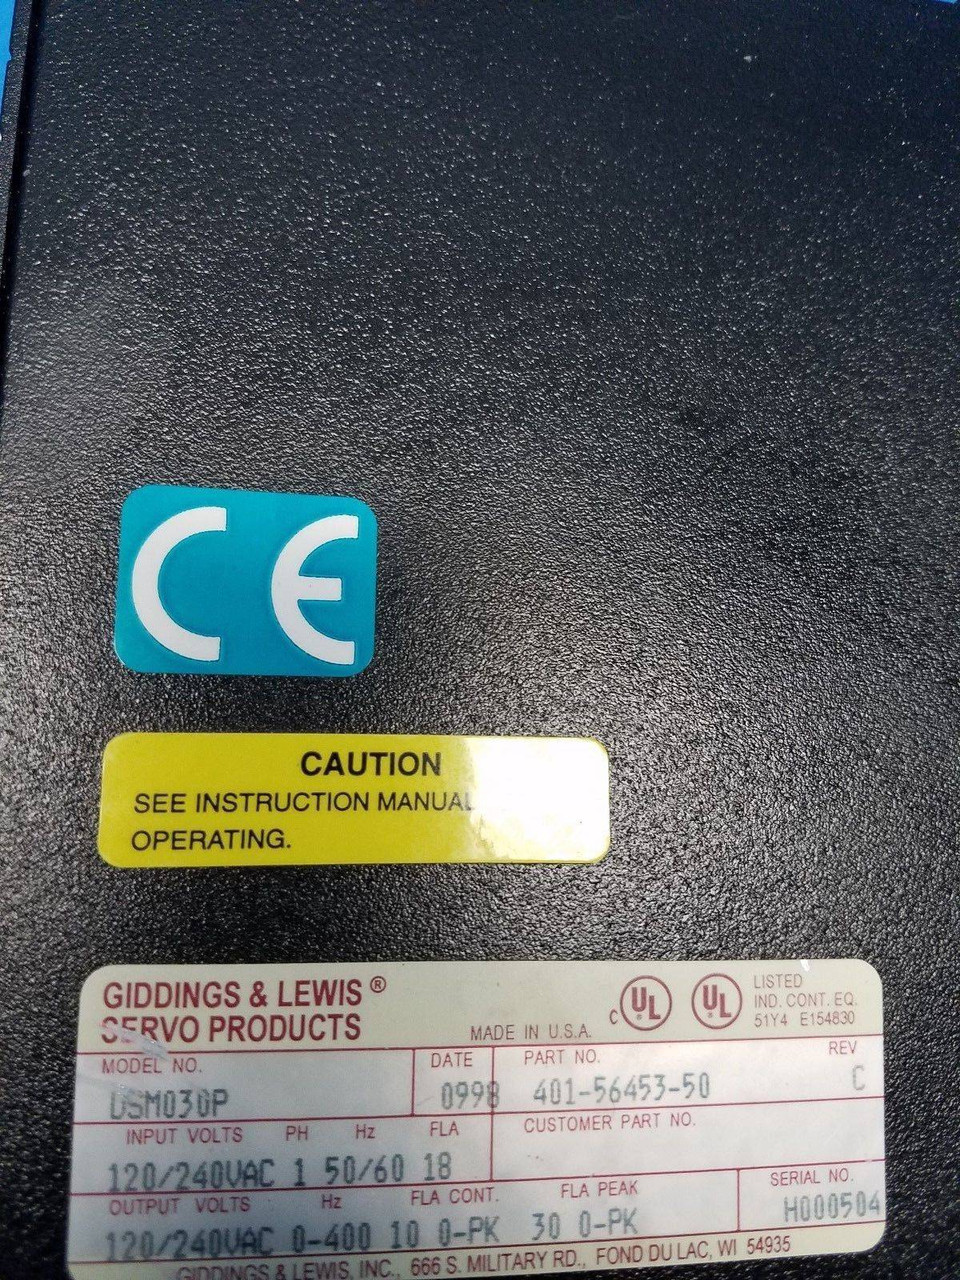 CE
CAUTION
SEE INSTRUCTION MANUAL
OPERATING.
GIDDINGS & LEWIS®
SERVO PRODUCTS
MADE IN U.S.A.
c UL UL
LISTED
IND. CONT. EQ.
51Y4 E154830
MODEL NO. DATE PART NO. REV
DSM030P 0998 401-56453-50 C
INPUT VOLTS PH Hz FLA CUSTOMER PART NO.
120/240VAC 1 50/60 18
OUTPUT VOLTS Hz FLA CONT. FLA PEAK SERIAL NO.
120/240VAC 0-400 10 0-PK 30 0-PK H000504
GIDDINGS & LEWIS, INC., 666 S. MILITARY RD., FOND DU LAC, WI 54935